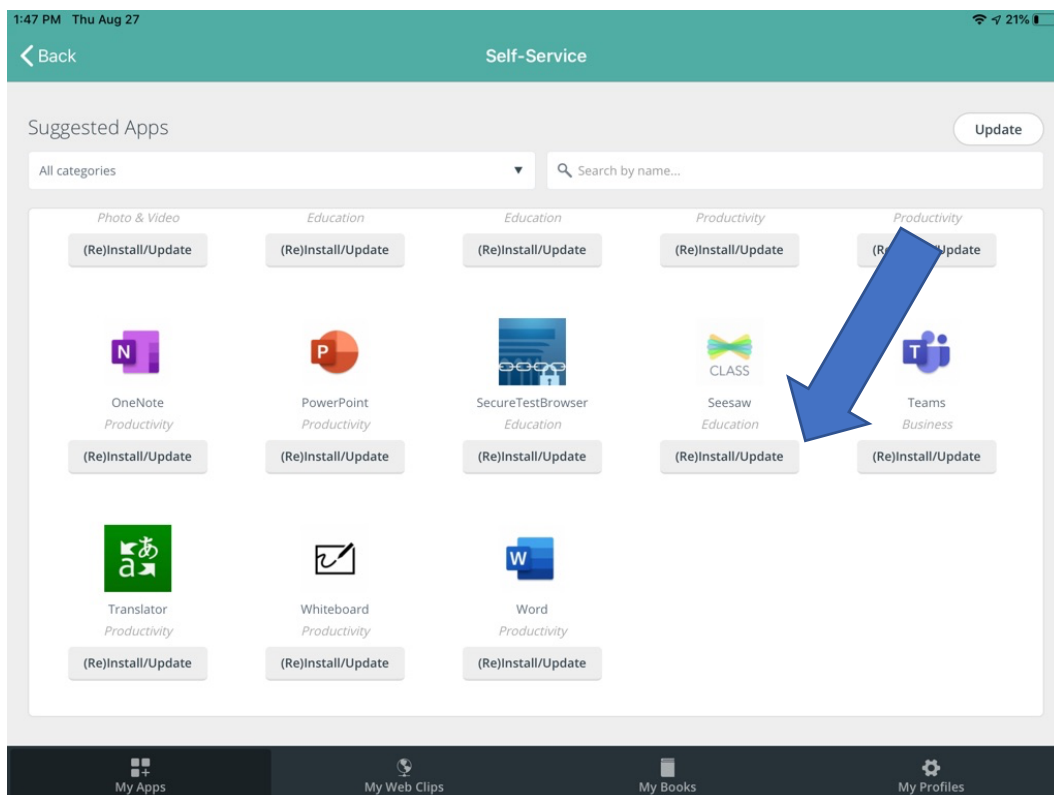 1:47 PM Thu Aug 27 21%
Back Self-Service
Suggested Apps Update
All categories Search by name...
Photo & Video Education Education Productivity Productivity
(Re)Install/Update (Re)Install/Update (Re)Install/Update (Re)Install/Update (Re Update
N P CLASS T
OneNote PowerPoint SecureTestBrowser Seesaw Teams
Productivity Productivity Education Education Business
(Re)Install/Update (Re)Install/Update (Re)Install/Update (Re)Install/Update (Re)Install/Update
あ a W
Translator Whiteboard Word
Productivity Productivity Productivity
(Re)Install/Update (Re)Install/Update (Re)Install/Update
My Apps My Web Clips My Books My Profiles